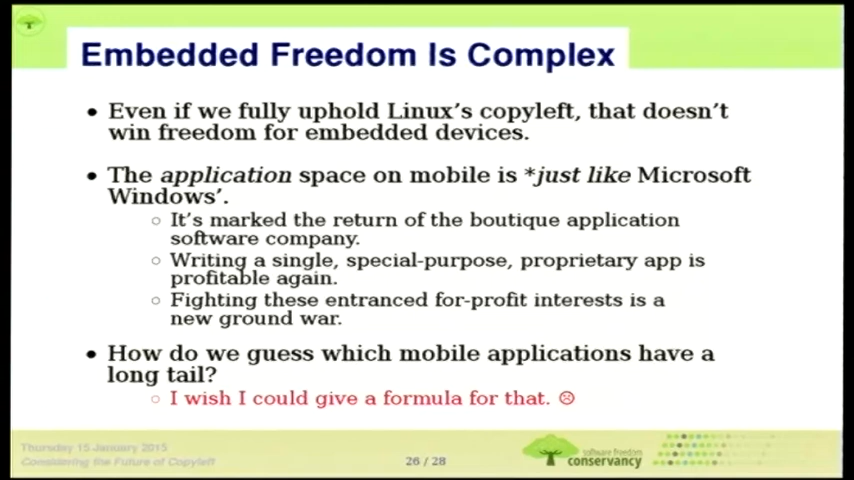 Embedded Freedom Is Complex
• Even if we fully uphold Linux's copyleft, that doesn't
win freedom for embedded devices.
• The application space on mobile is *just like Microsoft
Windows'.
○ It's marked the return of the boutique application
software company.
○ Writing a single, special-purpose, proprietary app is
profitable again.
○ Fighting these entranced for-profit interests is a
new ground war.
• How do we guess which mobile applications have a
long tail?
○ I wish I could give a formula for that. ☹
Thursday 15 January 2015
Considering the Future of Copyleft
26 / 28
software freedom
conservancy